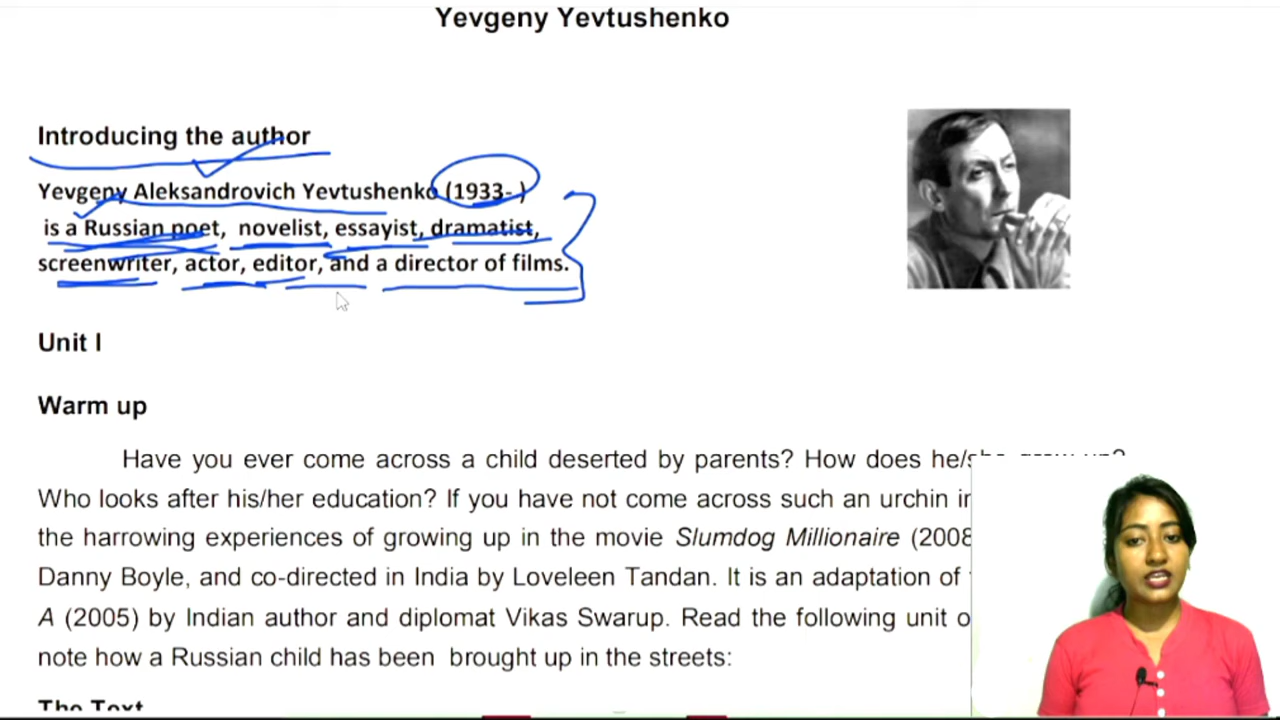 Yevgeny Yevtushenko
Introducing the author
Yevgeny Aleksandrovich Yevtushenko (1933- )
is a Russian poet, novelist, essayist, dramatist,
screenwriter, actor, editor, and a director of films.
Unit I
Warm up
Have you ever come across a child deserted by parents? How does he/she grow up?
Who looks after his/her education? If you have not come across such an urchin
the harrowing experiences of growing up in the movie Slumdog Millionaire (2008
Danny Boyle, and co-directed in India by Loveleen Tandan. It is an adaptation of
A (2005) by Indian author and diplomat Vikas Swarup. Read the following unit
note how a Russian child has been brought up in the streets:
The Text